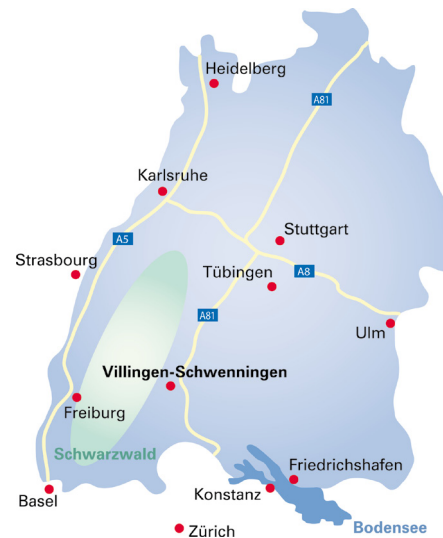 Heidelberg
A81
Karlsruhe
A5
Stuttgart
Strasbourg
Tübingen
A8
A81
Ulm
Villingen-Schwenningen
Freiburg
Schwarzwald
Friedrichshafen
Basel
Konstanz
Bodensee
Zürich